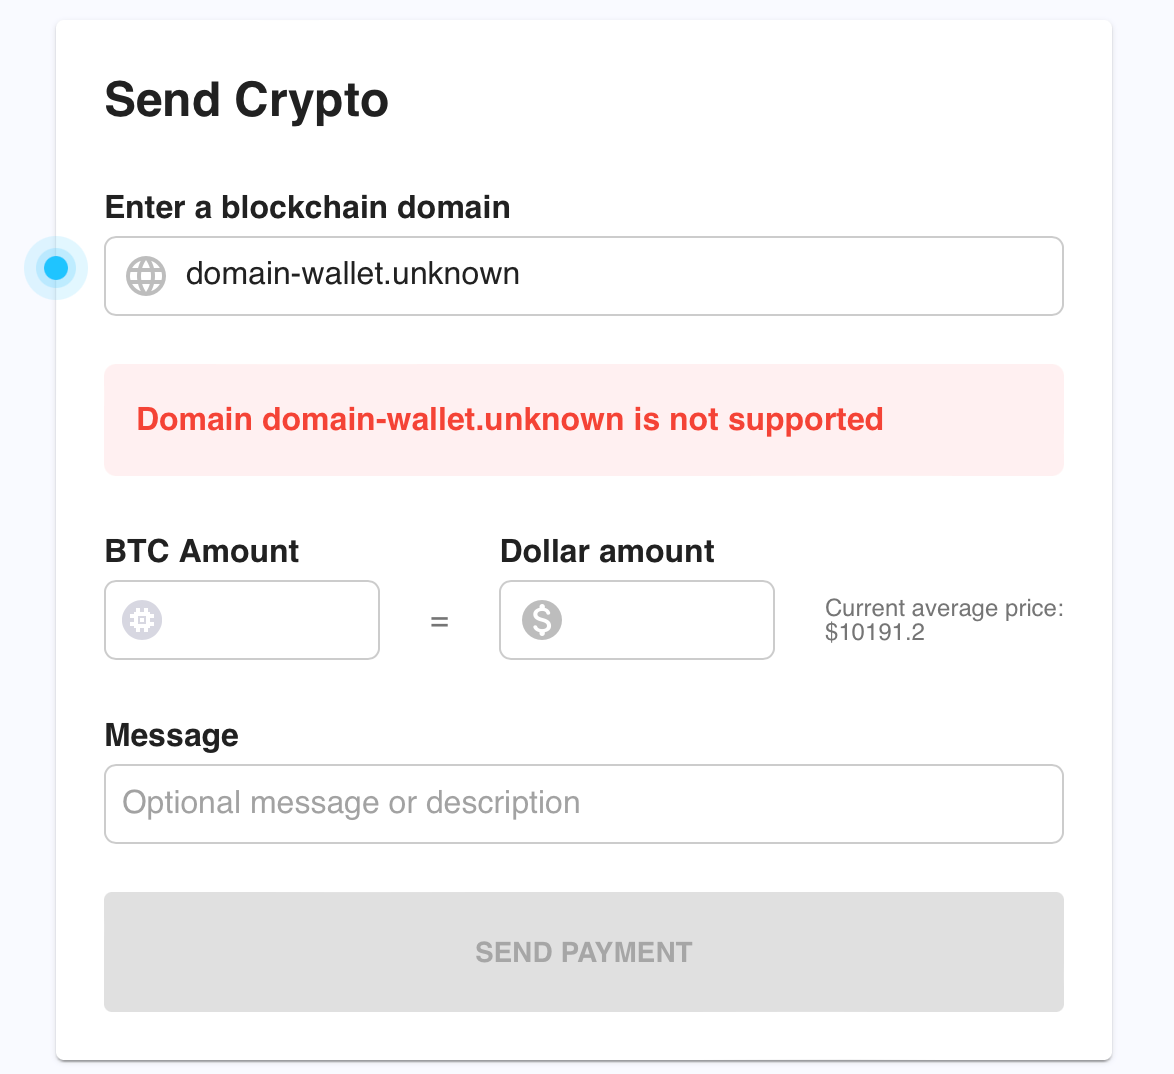 Send Crypto
Enter a blockchain domain
domain-wallet.unknown
Domain domain-wallet.unknown is not supported
BTC Amount
Dollar amount
=
$
Current average price:
$10191.2
Message
Optional message or description
SEND PAYMENT